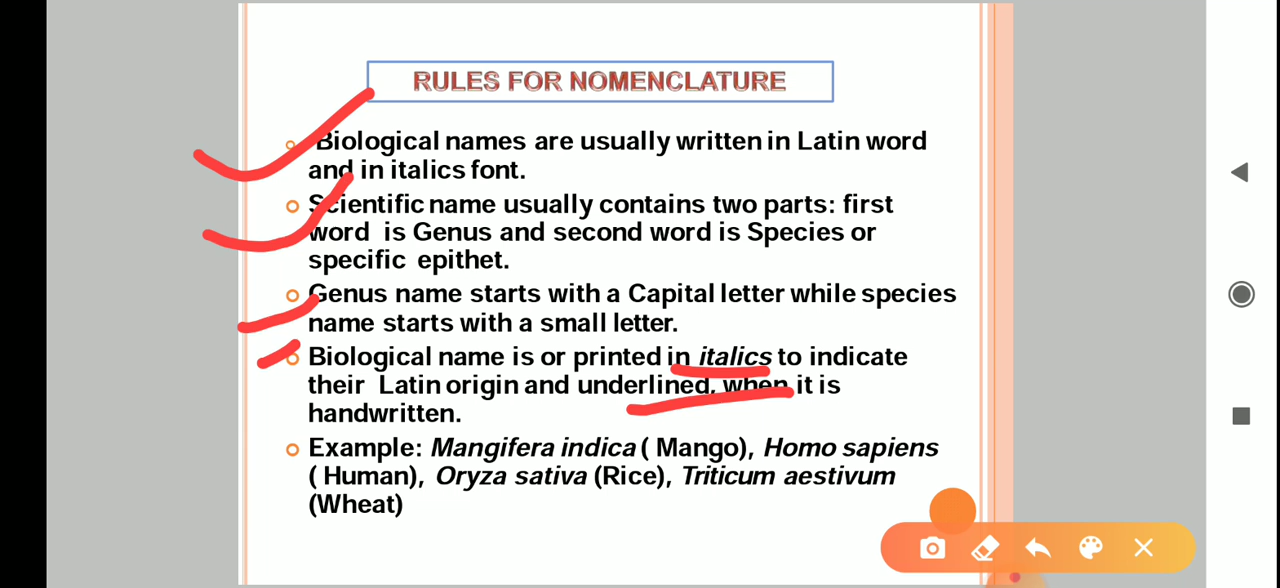 RULES FOR NOMENCLATURE
Biological names are usually written in Latin word
and in italics font.
Scientific name usually contains two parts: first
word is Genus and second word is Species or
specific epithet.
Genus name starts with a Capital letter while species
name starts with a small letter.
Biological name is or printed in italics to indicate
their Latin origin and underlined, when it is
handwritten.
Example: Mangifera indica ( Mango), Homo sapiens
( Human), Oryza sativa (Rice), Triticum aestivum
(Wheat)